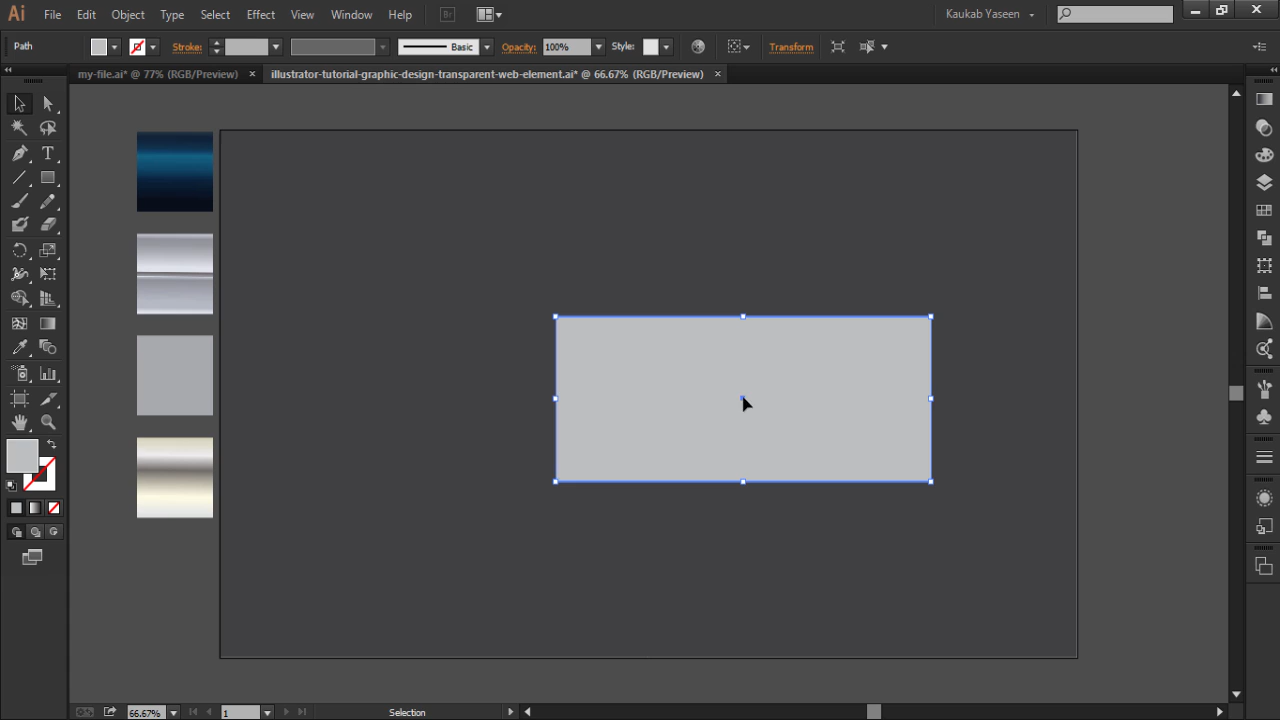 Ai File Edit Object Type Select Effect View Window Help Br Kaukab Yaseen
Path Stroke: Basic Opacity: 100% Style: Transform
my-file.ai* @ 77% (RGB/Preview) × illustrator-tutorial-graphic-design-transparent-web-element.ai* @ 66.67% (RGB/Preview) ×
66.67% 1 Selection